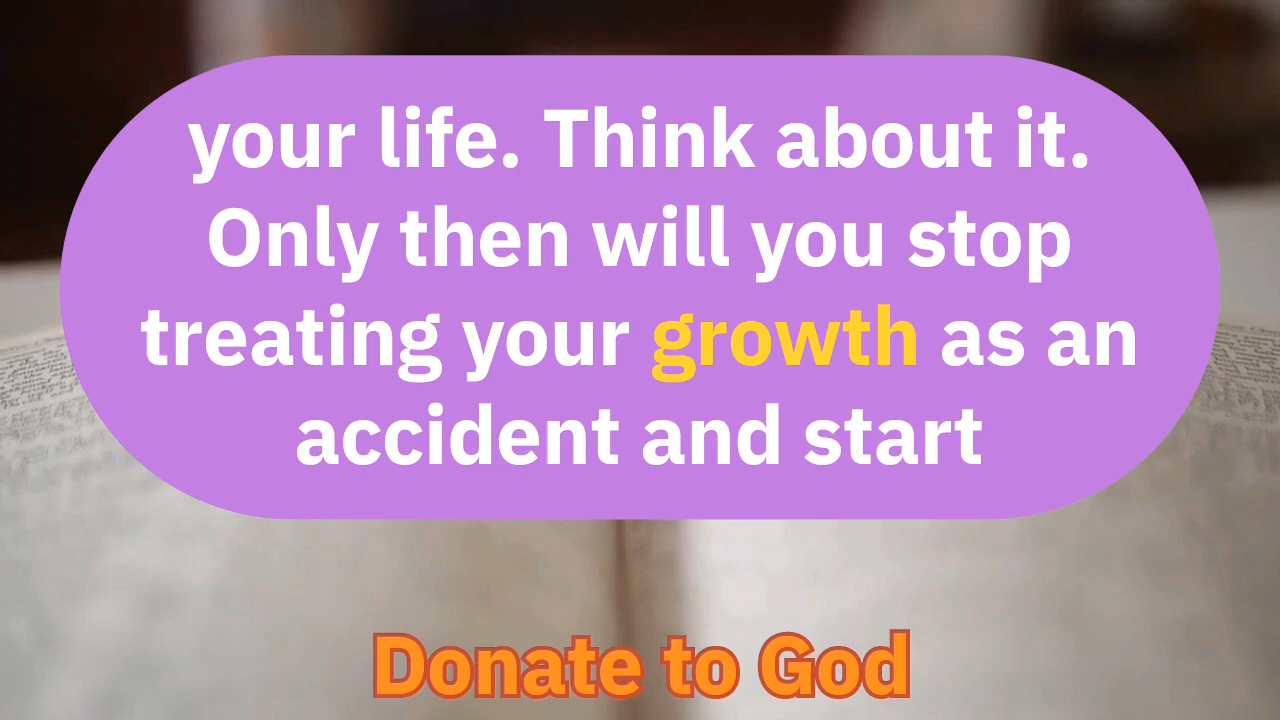 your life. Think about it.
Only then will you stop
treating your growth as an
accident and start
Donate to God